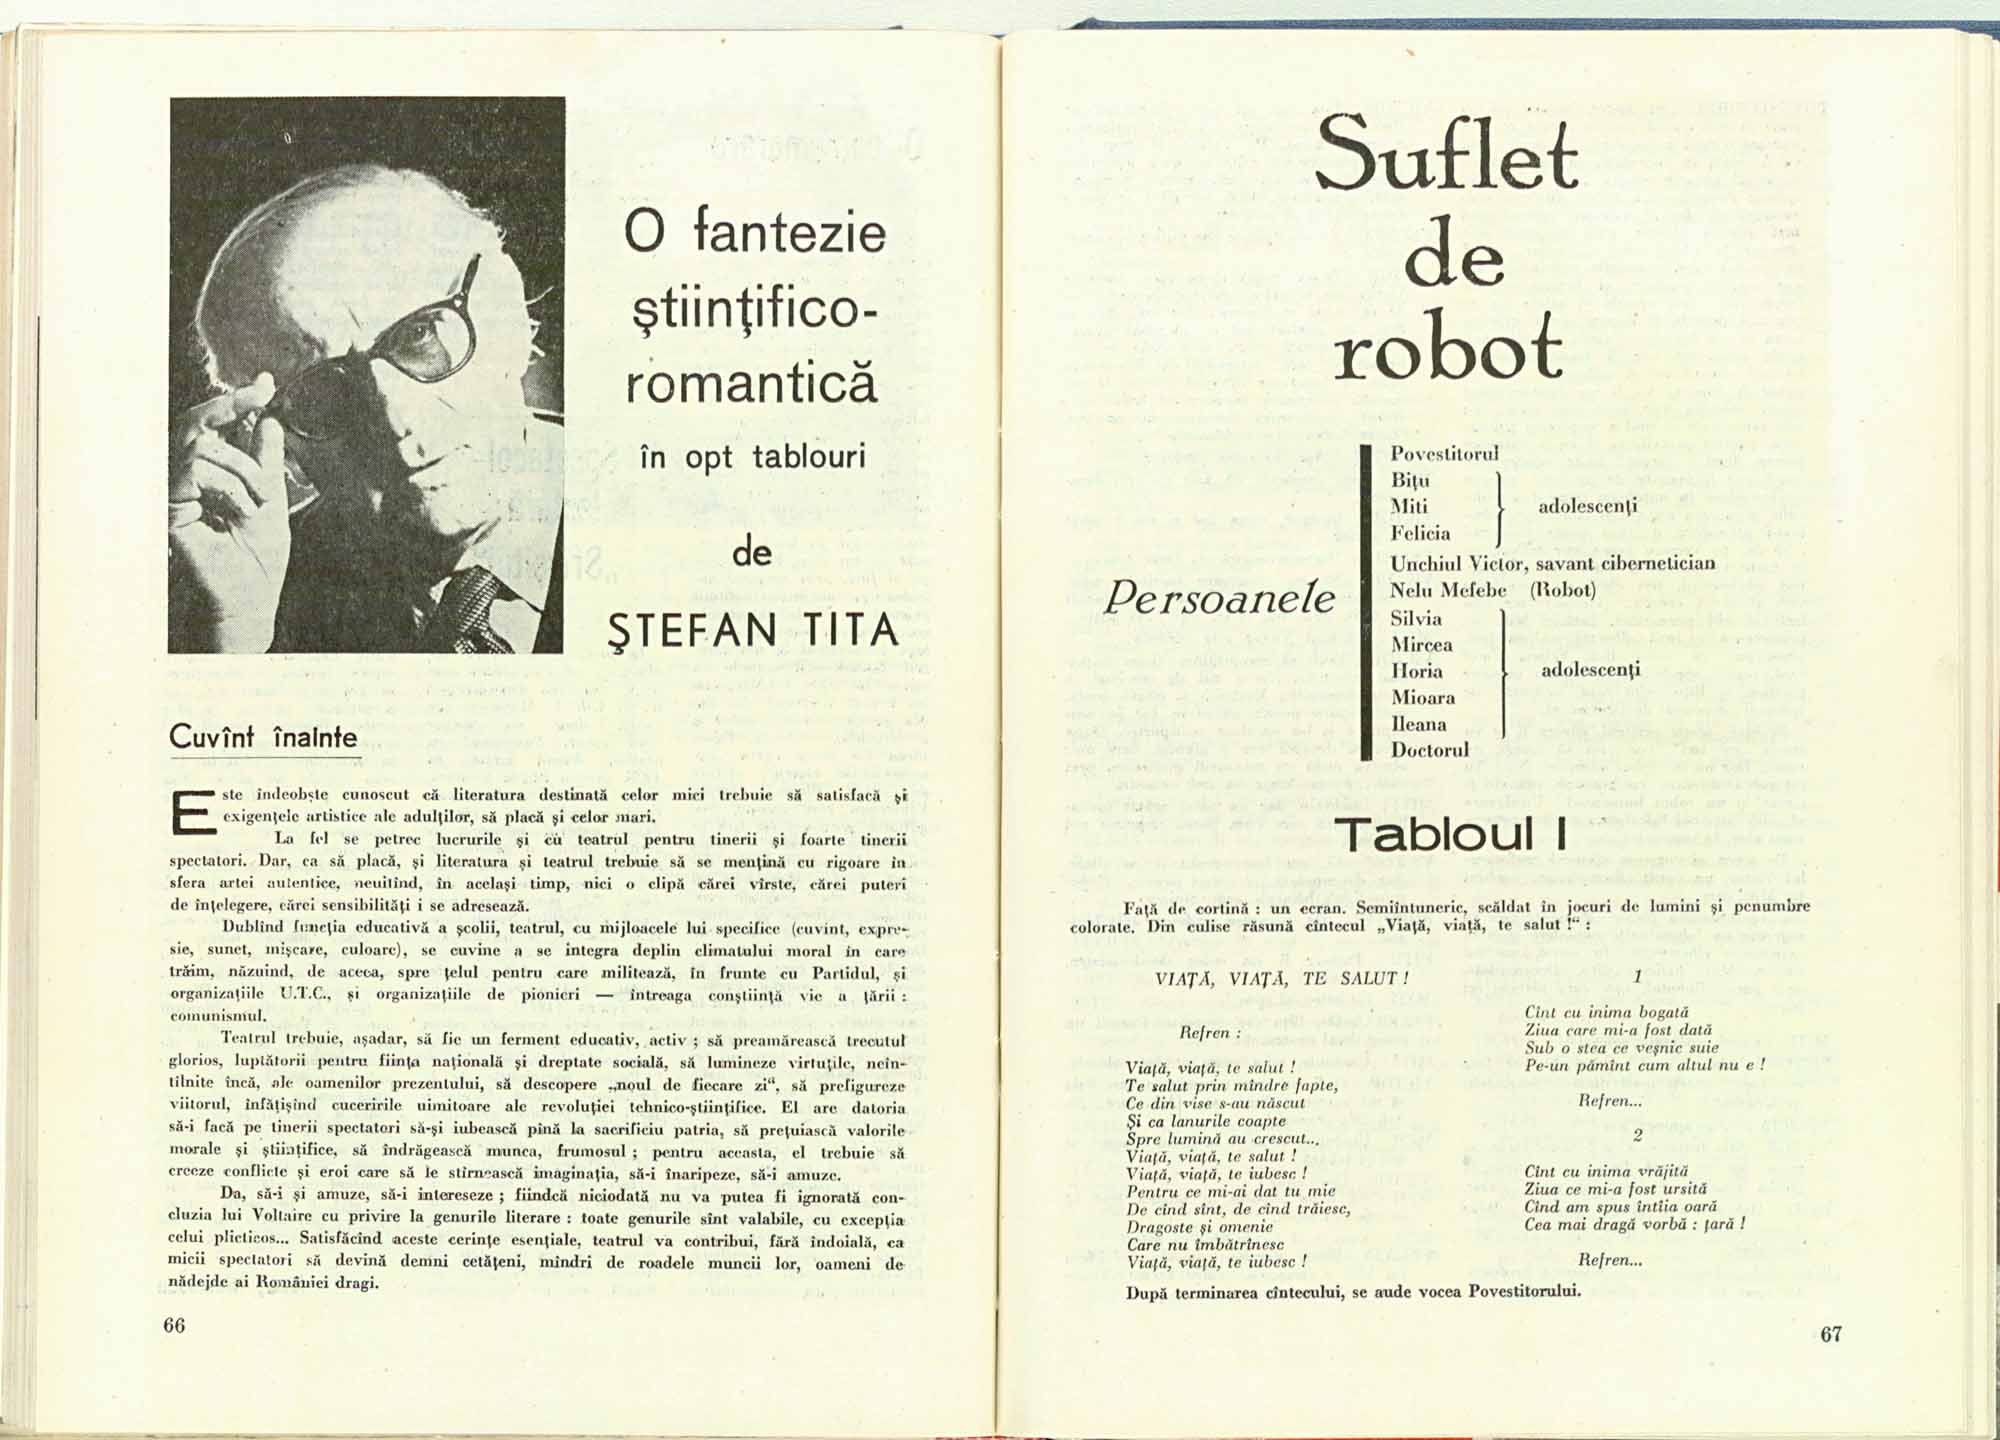 O fantezie
ştiinţifico-
romantică
în opt tablouri
de
ŞTEFAN TITA
Cuvînt înainte
Este îndeobşte cunoscut că literatura destinată celor mici trebuie să satisfacă şi
exigenţele artistice ale adulţilor, să placă şi celor mari.
La fel se petrec lucrurile şi cu teatrul pentru tinerii şi foarte tinerii
spectatori. Dar, ca să placă, şi literatura şi teatrul trebuie să se menţină cu rigoare în
sfera artei autentice, neuitînd, în acelaşi timp, nici o clipă cărei vîrste, cărei puteri
de înţelegere, cărei sensibilităţi i se adresează.
Dublînd funcţia educativă a şcolii, teatrul, cu mijloacele lui specifice (cuvînt, expre-
sie, sunet, mişcare, culoare), se cuvine a se integra deplin climatului moral în care
trăim, năzuind, de aceea, spre ţelul pentru care militează, în frunte cu Partidul, şi
organizaţiile U.T.C., şi organizaţiile de pionieri — întreaga conştiinţă vie a ţării :
comunismul.
Teatrul trebuie, aşadar, să fie un ferment educativ, activ ; să preamărească trecutul
glorios, luptătorii pentru fiinţa naţională şi dreptate socială, să lumineze virtuţile, neîn-
tîlnite încă, ale oamenilor prezentului, să descopere „noul de fiecare zi“, să prefigureze
viitorul, înfăţişînd cuceririle uimitoare ale revoluţiei tehnico-ştiinţifice. El are datoria
să-i facă pe tinerii spectatori să-şi iubească pînă la sacrificiu patria, să preţuiască valorile
morale şi ştiinţifice, să îndrăgească munca, frumosul ; pentru aceasta, el trebuie să
creeze conflicte şi eroi care să le stîrnească imaginaţia, să-i înaripeze, să-i amuze.
Da, să-i şi amuze, să-i intereseze ; fiindcă niciodată nu va putea fi ignorată con-
cluzia lui Voltaire cu privire la genurile literare : toate genurile sînt valabile, cu excepţia
celui plicticos... Satisfăcînd aceste cerinţe esenţiale, teatrul va contribui, fără îndoială, ca
micii spectatori să devină demni cetăţeni, mîndri de roadele muncii lor, oameni de
nădejde ai României dragi.
66
Suflet
de
robot
Persoanele
Povestitorul
Biţu
Miti
Felicia
adolescenţi
Unchiul Victor, savant cibernetician
Nelu Mefebe (Robot)
Silvia
Mircea
Horia
Mioara
Ileana
adolescenţi
Doctorul
Tabloul I
Faţă de cortină : un ecran. Semiîntuneric, scăldat în jocuri de lumini şi penumbre
colorate. Din culise răsună cîntecul „Viaţă, viaţă, te salut !“ :
VIAŢĂ, VIAŢĂ, TE SALUT !
Refren :
Viaţă, viaţă, te salut !
Te salut prin mîndre fapte,
Ce din vise s-au născut
Şi ca lanurile coapte
Spre lumină au crescut...
Viaţă, viaţă, te salut !
Viaţă, viaţă, te iubesc !
Pentru ce mi-ai dat tu mie
De cînd sînt, de cînd trăiesc,
Dragoste şi omenie
Care nu îmbătrînesc
Viaţă, viaţă, te iubesc !
1
Cînt cu inima bogată
Ziua care mi-a fost dată
Sub o stea ce veşnic suie
Pe-un pămînt cum altul nu e !
Refren...
2
Cînt cu inima vrăjită
Ziua ce mi-a fost ursită
Cînd am spus întîia oară
Cea mai dragă vorbă : ţară !
Refren...
După terminarea cîntecului, se aude vocea Povestitorului.
67